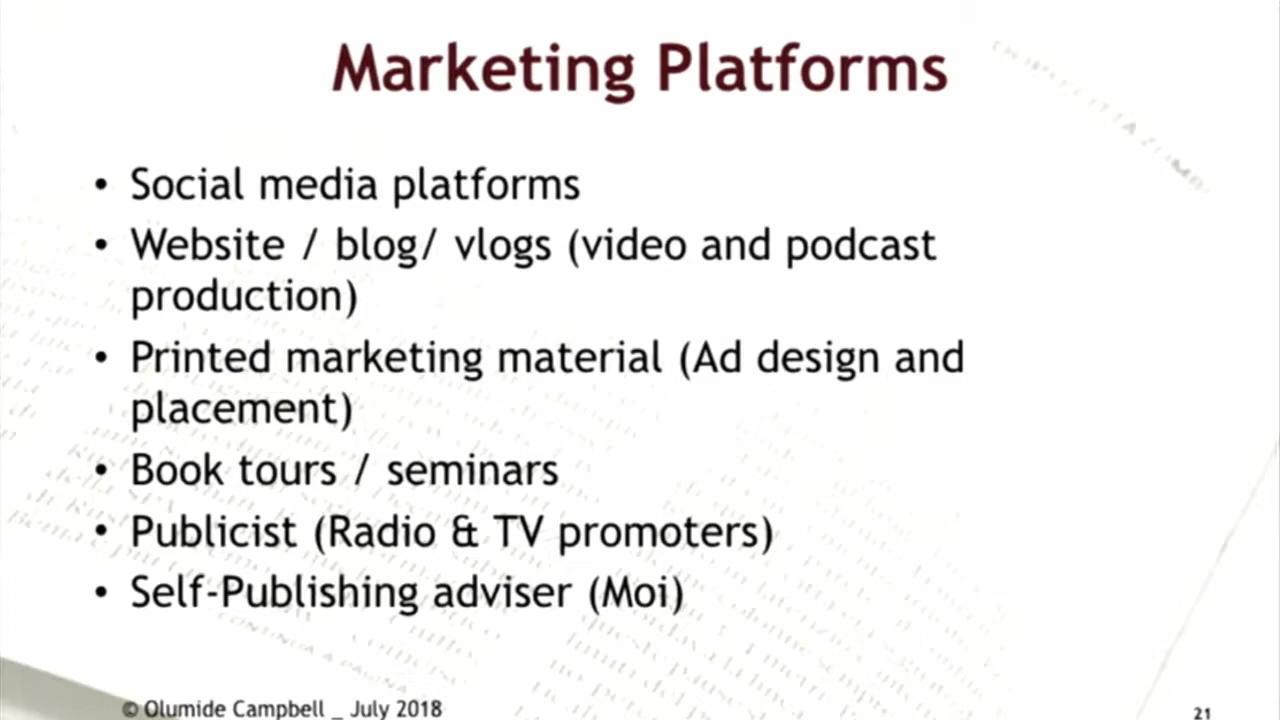 Marketing Platforms
• Social media platforms
• Website / blog/ vlogs (video and podcast
production)
• Printed marketing material (Ad design and
placement)
• Book tours / seminars
• Publicist (Radio & TV promoters)
• Self-Publishing adviser (Moi)
© Olumide Campbell _ July 2018
21